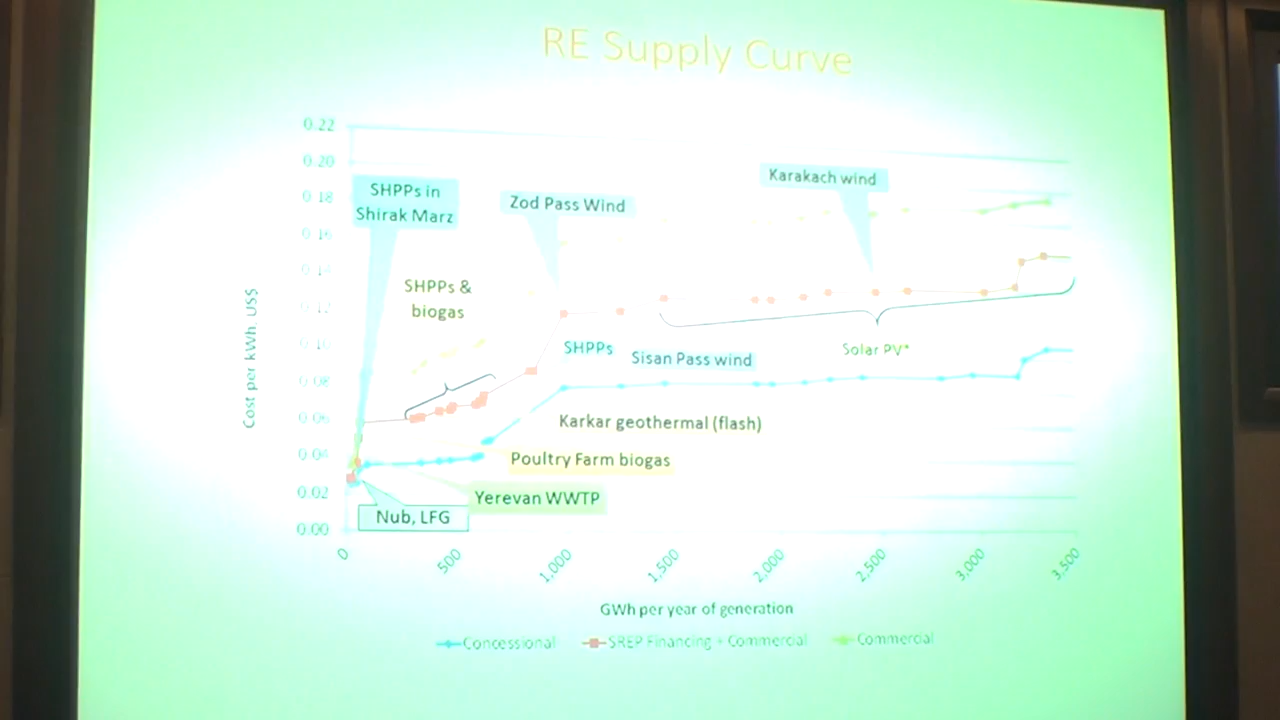 RE Supply Curve
0.22
0.20
0.18
0.16
0.14
0.12
0.10
0.08
0.06
0.04
0.02
0.00
Cost per kWh, US$
SHPPs in
Shirak Marz
Zod Pass Wind
Karakach wind
SHPPs &
biogas
SHPPs
Sisan Pass wind
Solar PV*
Karkar geothermal (flash)
Poultry Farm biogas
Yerevan WWTP
Nub, LFG
0
500
1,000
1,500
2,000
2,500
3,000
3,500
GWh per year of generation
Concessional
SREP Financing + Commercial
Commercial